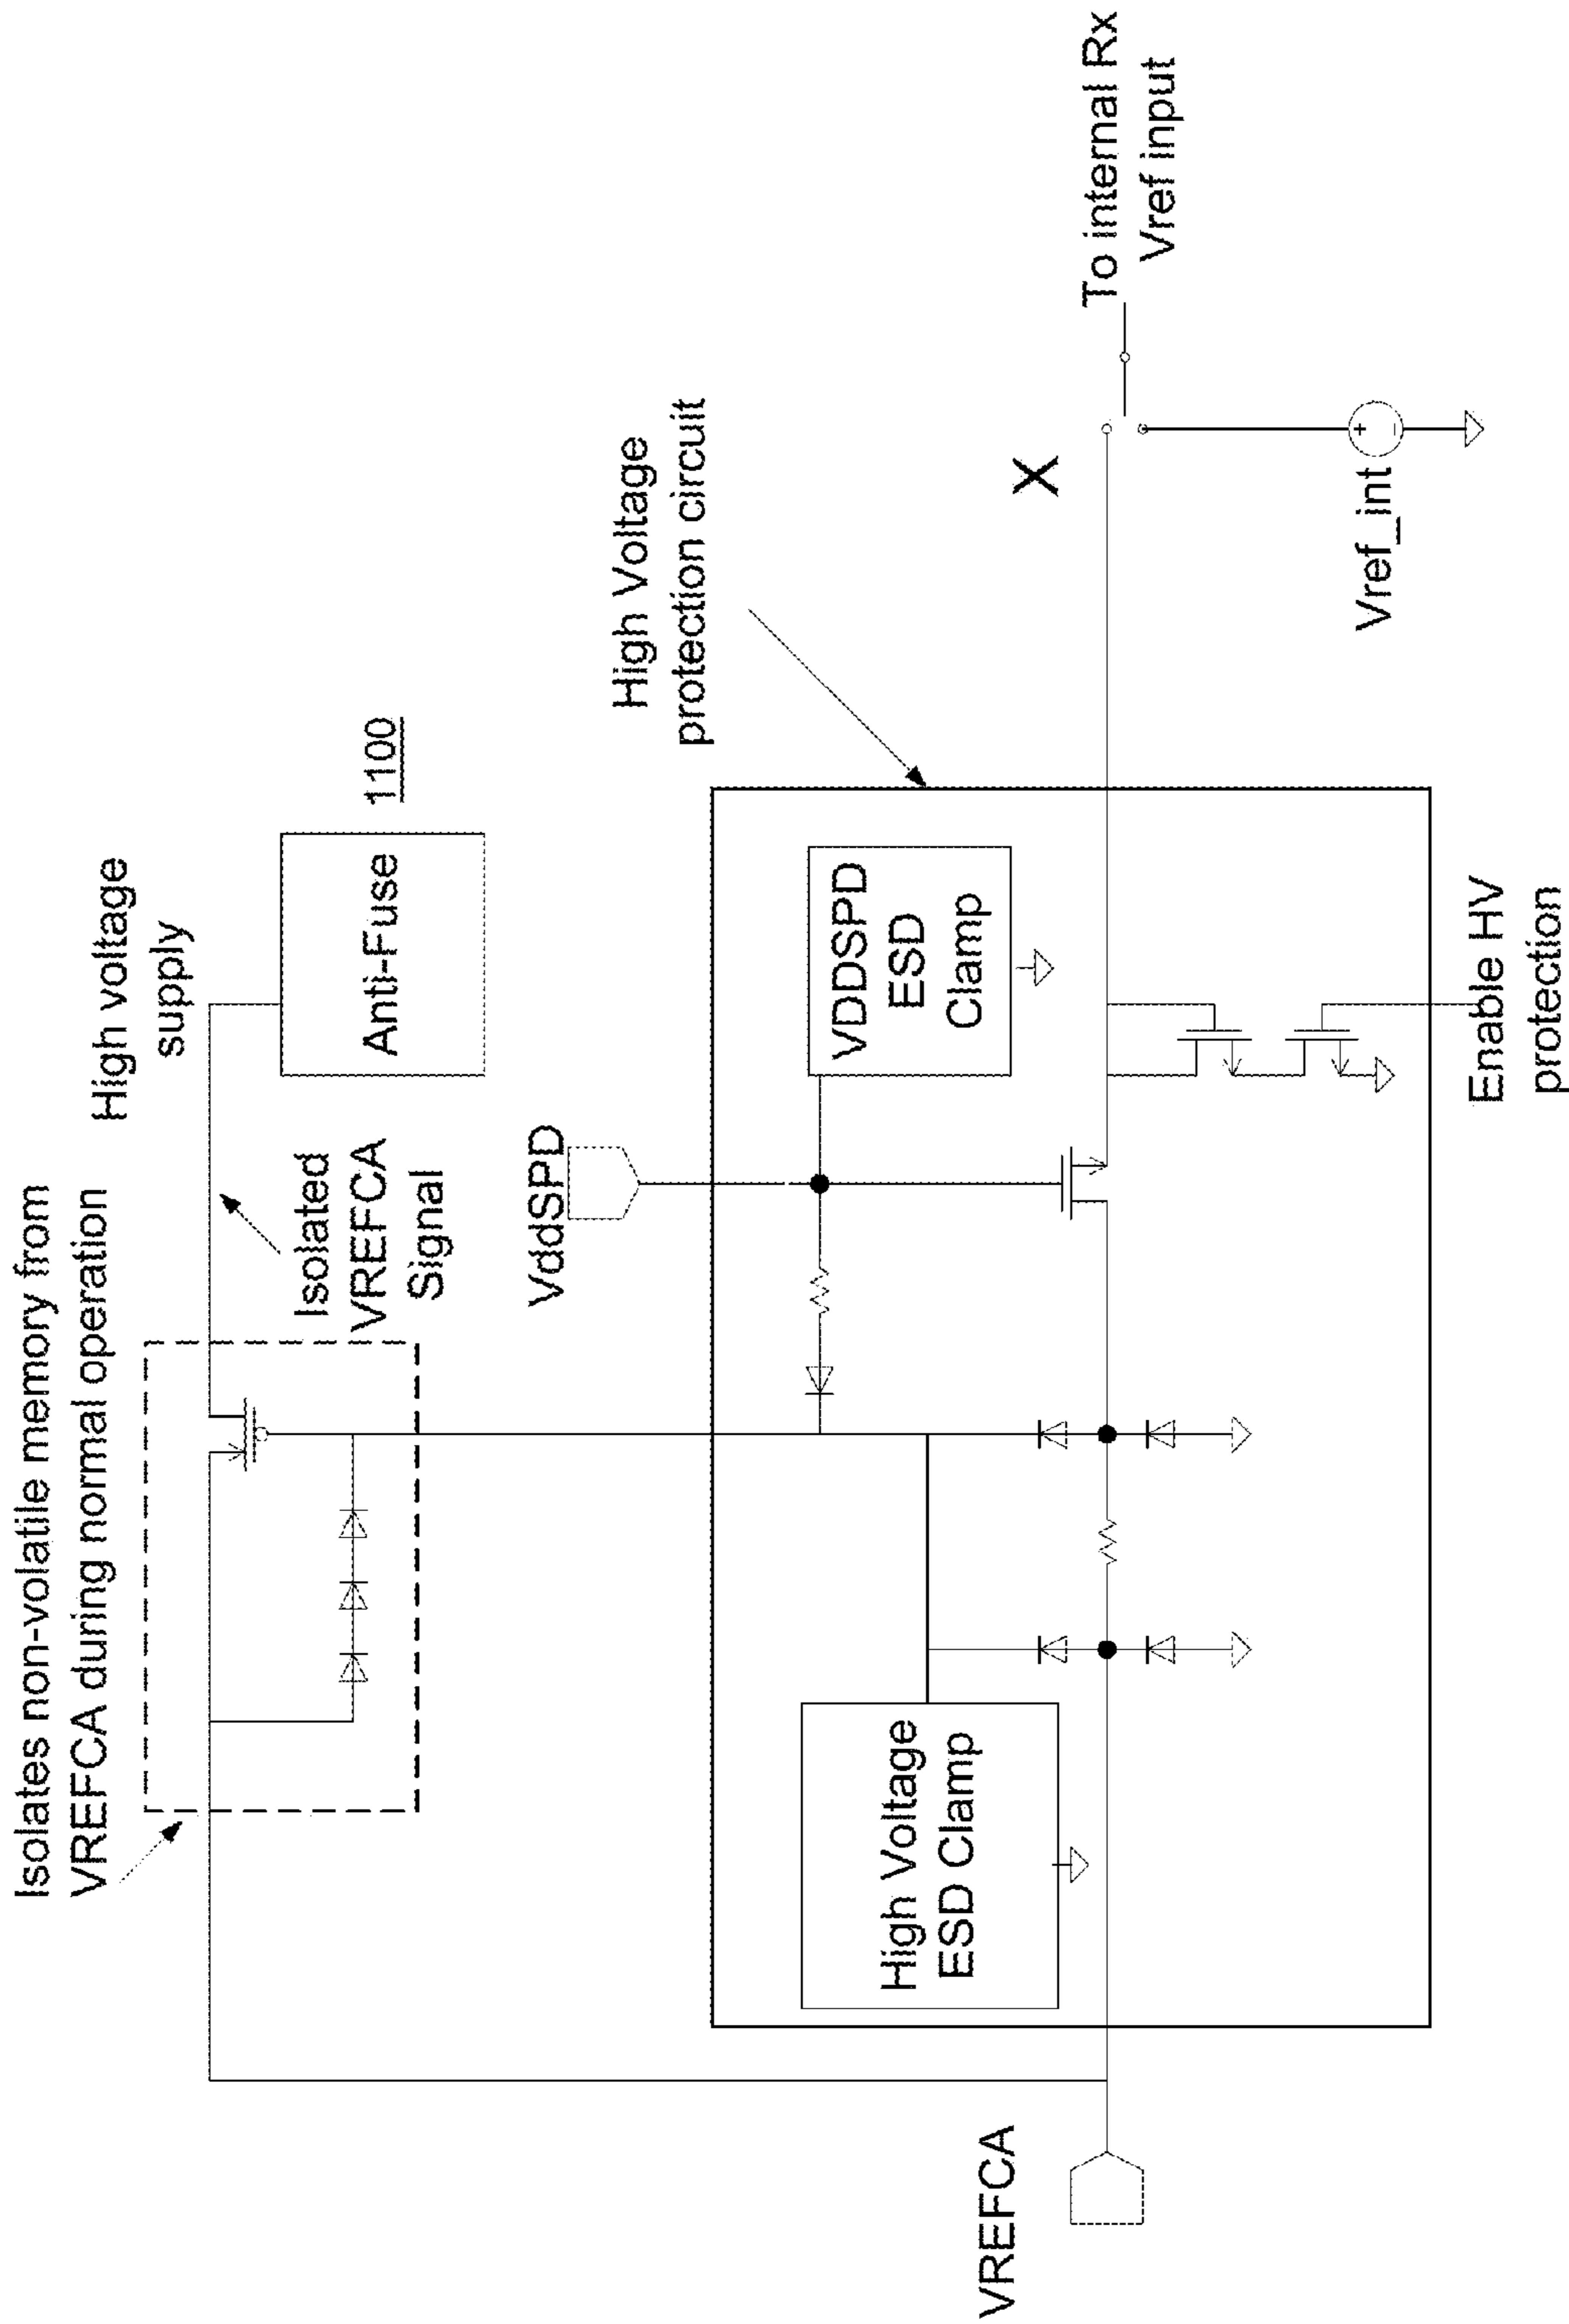 Isolates non-volatile memory from
VREFCA during normal operation
High voltage
supply
Isolated
VREFCA
Signal
Anti-Fuse
1100
VddSPD
High Voltage
protection circuit
VDDSPD
ESD
Clamp
High Voltage
ESD Clamp
VREFCA
X
To internal Rx
Vref input
+
-
Vref_int
Enable HV
protection